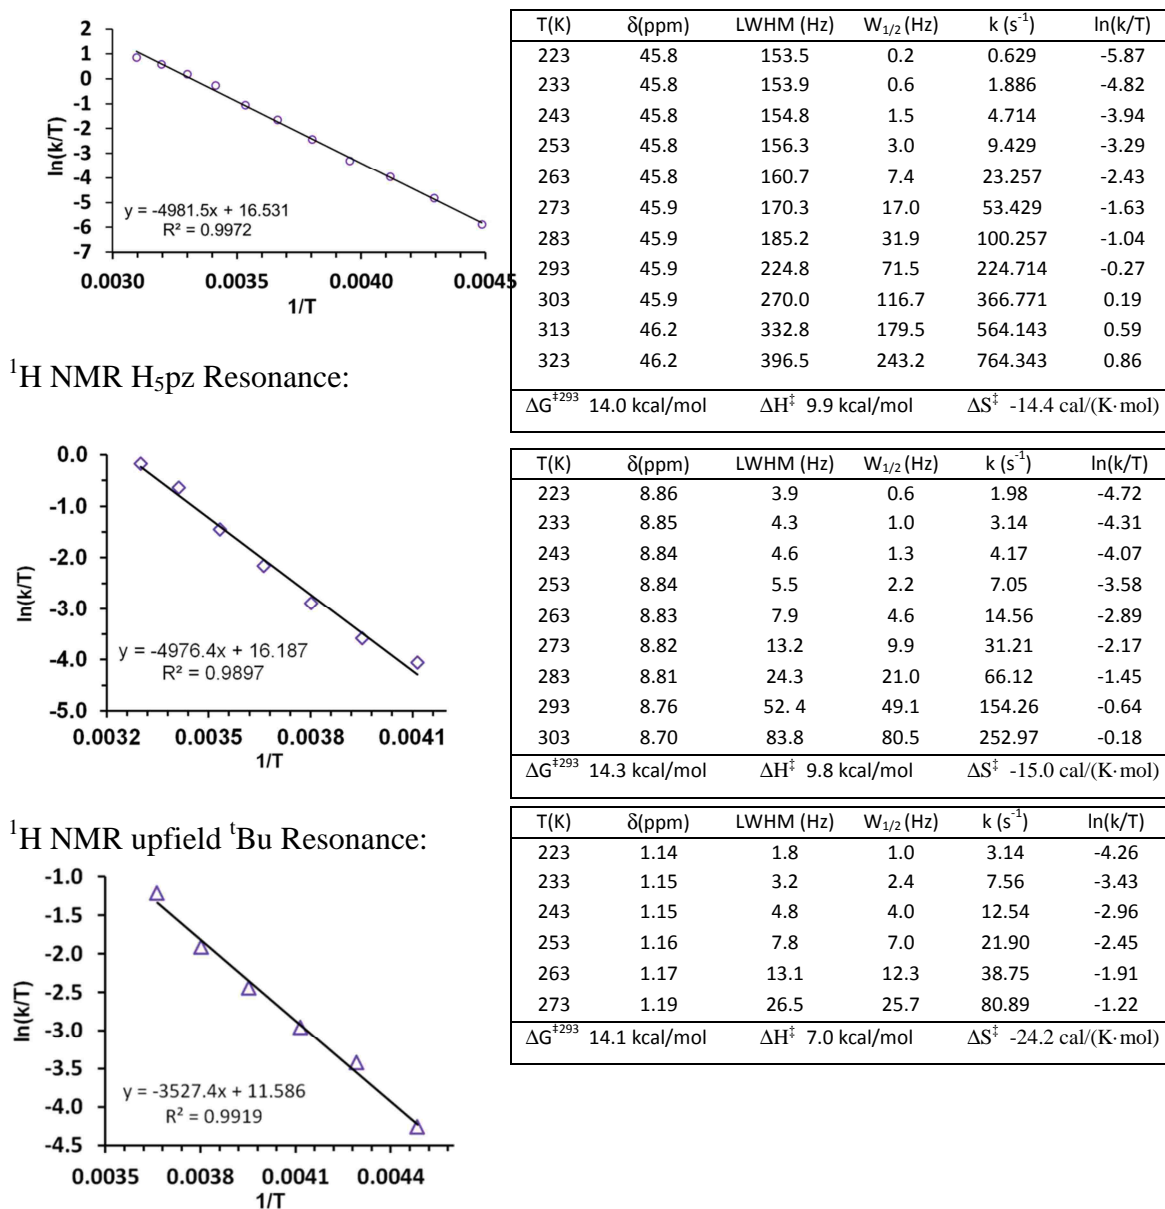 2
1
0
-1
-2
-3
-4
-5
-6
-7
ln(k/T)
y = -4981.5x + 16.531
R² = 0.9972
0.0030 0.0035 0.0040 0.0045
1/T
T(K) δ(ppm) LWHM (Hz) W1/2 (Hz) k (s-1) ln(k/T)
223 45.8 153.5 0.2 0.629 -5.87
233 45.8 153.9 0.6 1.886 -4.82
243 45.8 154.8 1.5 4.714 -3.94
253 45.8 156.3 3.0 9.429 -3.29
263 45.8 160.7 7.4 23.257 -2.43
273 45.9 170.3 17.0 53.429 -1.63
283 45.9 185.2 31.9 100.257 -1.04
293 45.9 224.8 71.5 224.714 -0.27
303 45.9 270.0 116.7 366.771 0.19
313 46.2 332.8 179.5 564.143 0.59
323 46.2 396.5 243.2 764.343 0.86
ΔG‡293 14.0 kcal/mol ΔH‡ 9.9 kcal/mol ΔS‡ -14.4 cal/(K·mol)
1H NMR H5pz Resonance:
0.0
-1.0
-2.0
-3.0
-4.0
-5.0
ln(k/T)
y = -4976.4x + 16.187
R² = 0.9897
0.0032 0.0035 0.0038 0.0041
1/T
T(K) δ(ppm) LWHM (Hz) W1/2 (Hz) k (s-1) ln(k/T)
223 8.86 3.9 0.6 1.98 -4.72
233 8.85 4.3 1.0 3.14 -4.31
243 8.84 4.6 1.3 4.17 -4.07
253 8.84 5.5 2.2 7.05 -3.58
263 8.83 7.9 4.6 14.56 -2.89
273 8.82 13.2 9.9 31.21 -2.17
283 8.81 24.3 21.0 66.12 -1.45
293 8.76 52. 4 49.1 154.26 -0.64
303 8.70 83.8 80.5 252.97 -0.18
ΔG‡293 14.3 kcal/mol ΔH‡ 9.8 kcal/mol ΔS‡ -15.0 cal/(K·mol)
1H NMR upfield tBu Resonance:
-1.0
-1.5
-2.0
-2.5
-3.0
-3.5
-4.0
-4.5
ln(k/T)
y = -3527.4x + 11.586
R² = 0.9919
0.0035 0.0038 0.0041 0.0044
1/T
T(K) δ(ppm) LWHM (Hz) W1/2 (Hz) k (s-1) ln(k/T)
223 1.14 1.8 1.0 3.14 -4.26
233 1.15 3.2 2.4 7.56 -3.43
243 1.15 4.8 4.0 12.54 -2.96
253 1.16 7.8 7.0 21.90 -2.45
263 1.17 13.1 12.3 38.75 -1.91
273 1.19 26.5 25.7 80.89 -1.22
ΔG‡293 14.1 kcal/mol ΔH‡ 7.0 kcal/mol ΔS‡ -24.2 cal/(K·mol)